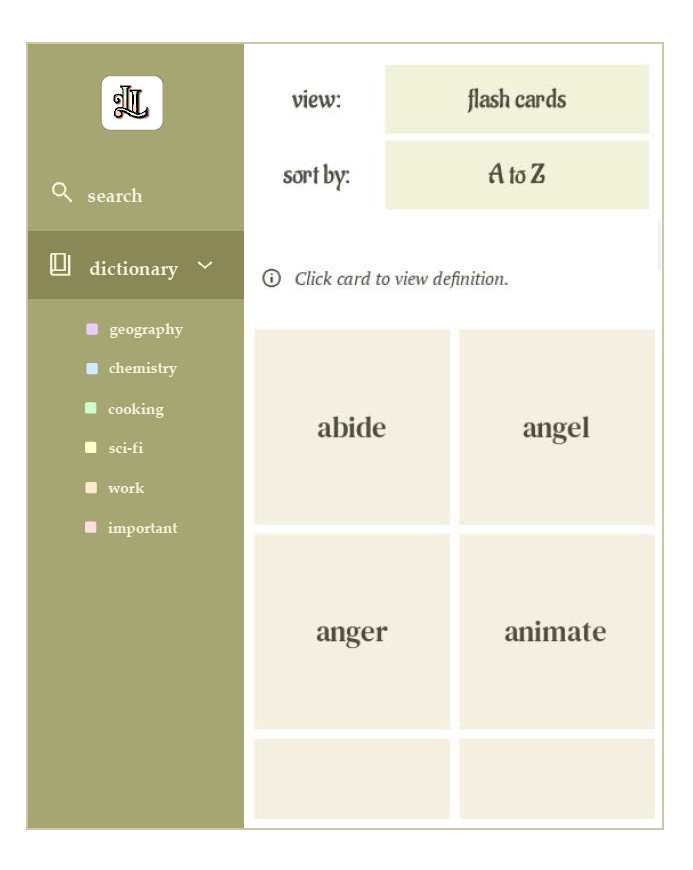 LL
search
dictionary
geography
chemistry
cooking
sci-fi
work
important
view:
flash cards
sort by:
A to Z
Click card to view definition.
abide
angel
anger
animate